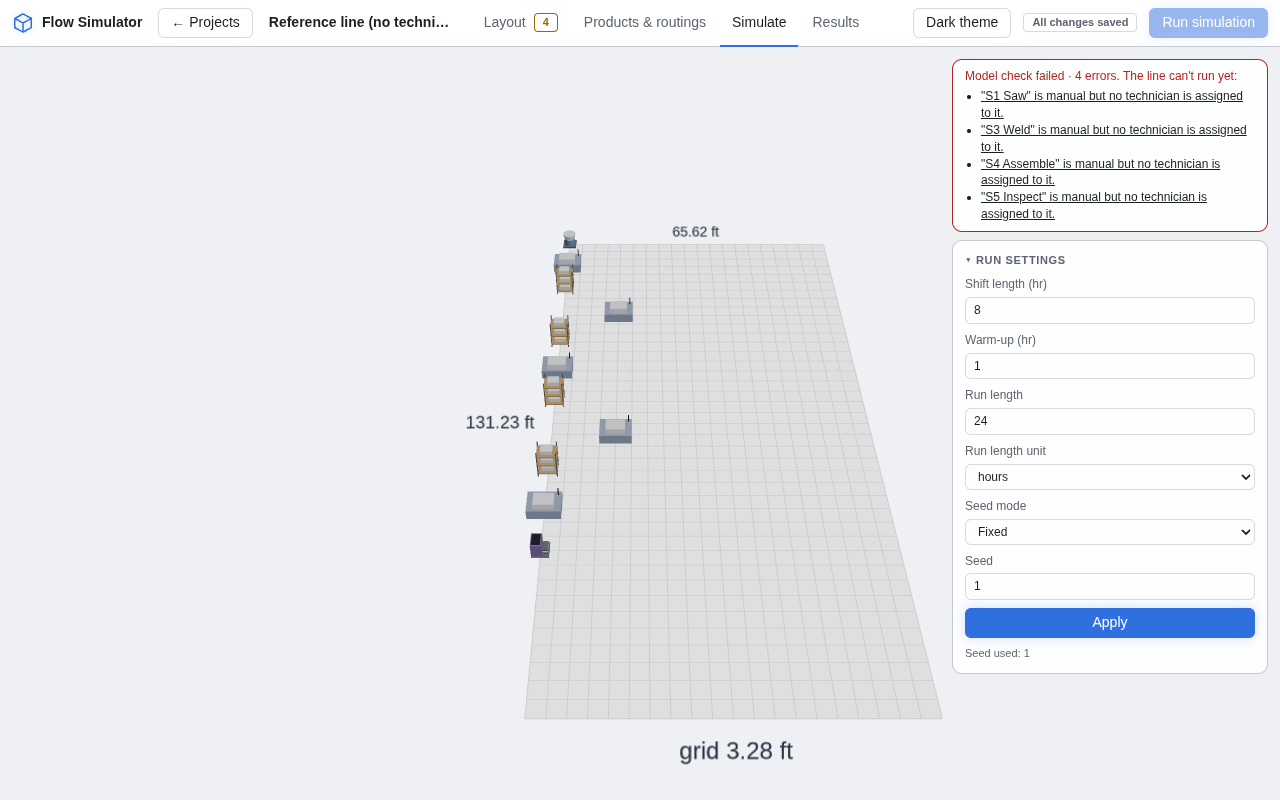 Flow Simulator
← Projects
Reference line (no techni…
Layout 4
Products & routings
Simulate
Results
Dark theme
All changes saved
Run simulation
Model check failed · 4 errors. The line can't run yet:
"S1 Saw" is manual but no technician is assigned
to it.
"S3 Weld" is manual but no technician is assigned
to it.
"S4 Assemble" is manual but no technician is
assigned to it.
"S5 Inspect" is manual but no technician is
assigned to it.
65.62 ft
131.23 ft
grid 3.28 ft
RUN SETTINGS
Shift length (hr)
8
Warm-up (hr)
1
Run length
24
Run length unit
hours
Seed mode
Fixed
Seed
1
Apply
Seed used: 1